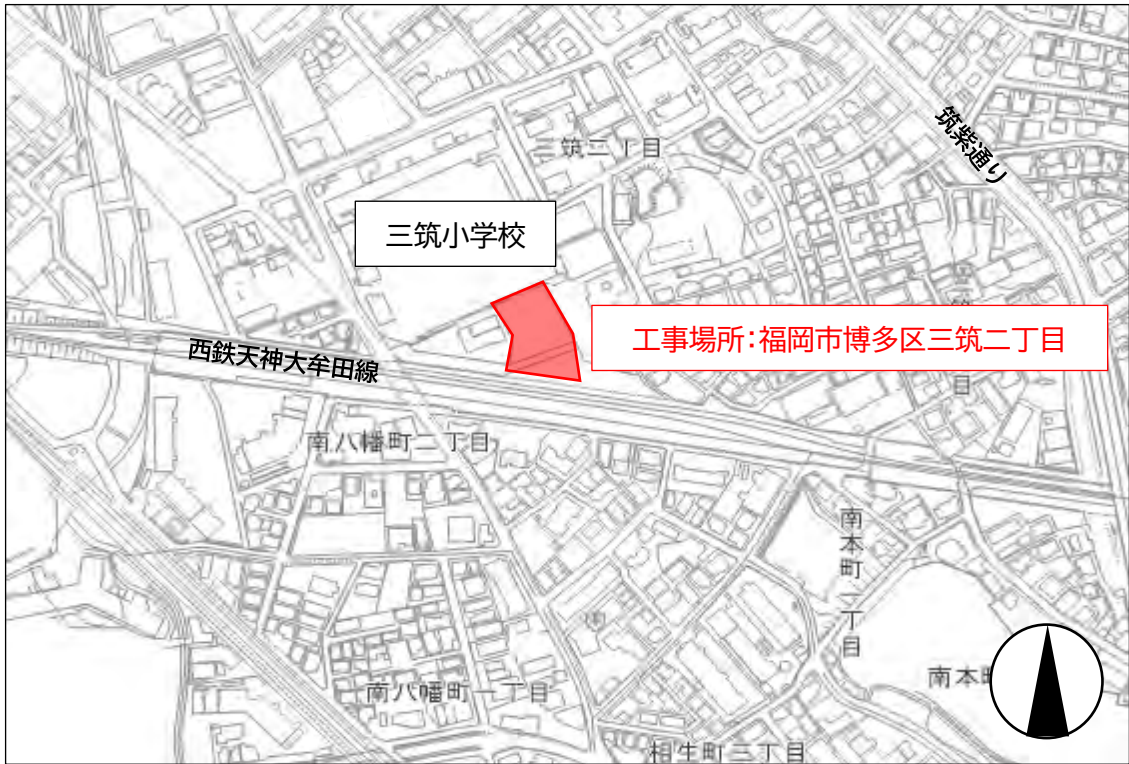 筑紫通り
三筑二丁目
三筑小学校
工事場所:福岡市博多区三筑二丁目
西鉄天神大牟田線
目
南八幡町二丁目
南本町一丁目
南本町
南八幡町一丁目
相生町三丁目